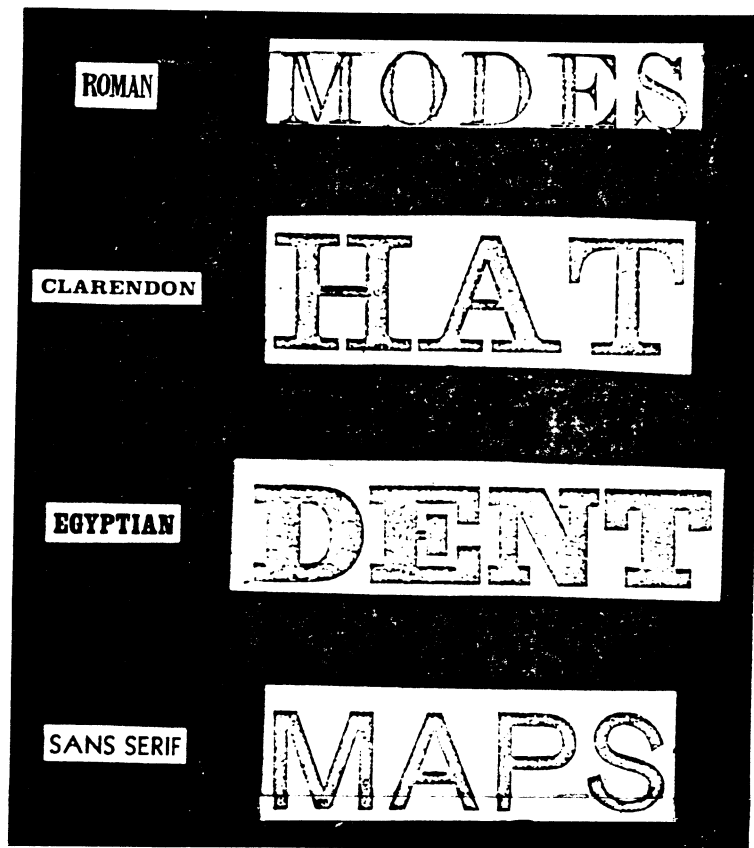 ROMAN MODES
CLARENDON HAT
EGYPTIAN DENT
SANS SERIF MAPS